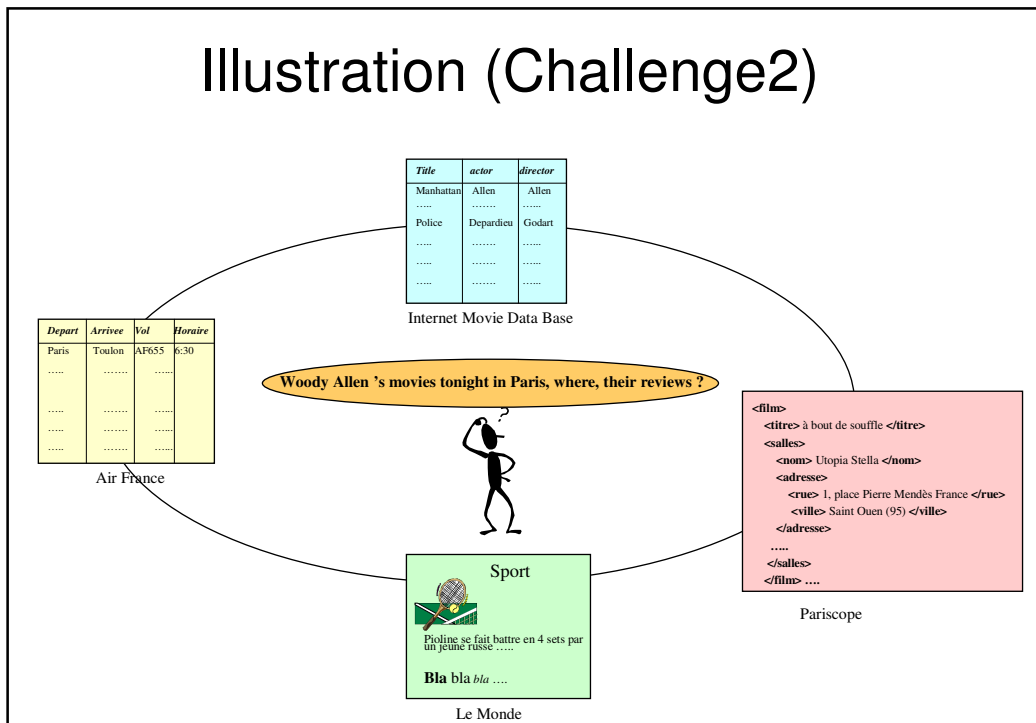 Illustration (Challenge2)
Title actor director
Manhattan Allen Allen
….. ……. …...
Police Depardieu Godart
….. ……. …...
….. ……. …...
….. ……. …...
Internet Movie Data Base
Depart Arrivee Vol Horaire
Paris Toulon AF655 6:30
….. ……. …...
….. ……. …...
….. ……. …...
….. ……. …...
Air France
Woody Allen ’s movies tonight in Paris, where, their reviews ?
?
<film>
<titre> à bout de souffle </titre>
<salles>
<nom> Utopia Stella </nom>
<adresse>
<rue> 1, place Pierre Mendès France </rue>
<ville> Saint Ouen (95) </ville>
</adresse>
…..
</salles>
</film> ….
Pariscope
Sport
Pioline se fait battre en 4 sets par
un jeune russe …..
Bla bla bla ….
Le Monde